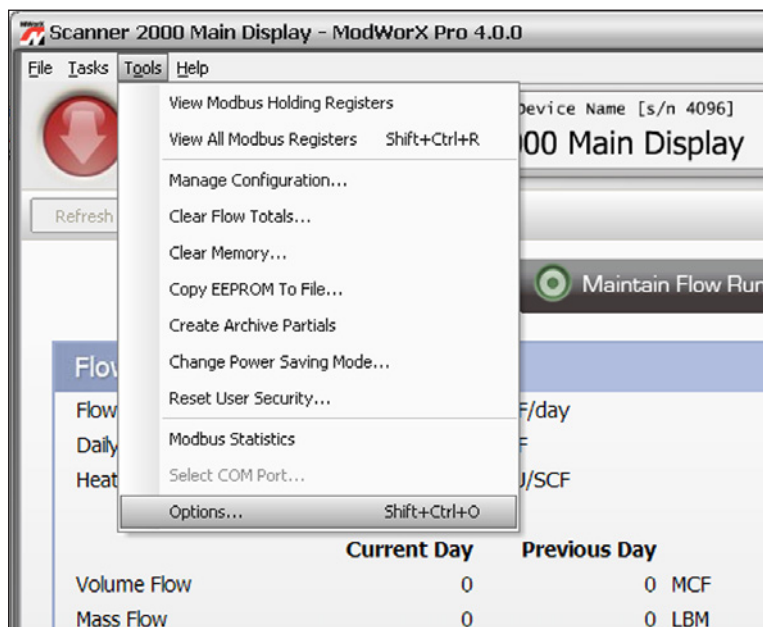 Scanner 2000 Main Display - ModWorX Pro 4.0.0
File Tasks Tools Help
View Modbus Holding Registers
View All Modbus Registers Shift+Ctrl+R
Device Name [s/n 4096]
00 Main Display
Manage Configuration...
Refresh
Clear Flow Totals...
Clear Memory...
Copy EEPROM To File...
Maintain Flow Run
Create Archive Partials
Change Power Saving Mode...
Reset User Security...
Flow
F/day
Daily
Modbus Statistics
F
Heat
Select COM Port...
J/SCF
Options... Shift+Ctrl+O
Current Day Previous Day
Volume Flow 0 0 MCF
Mass Flow 0 0 LBM